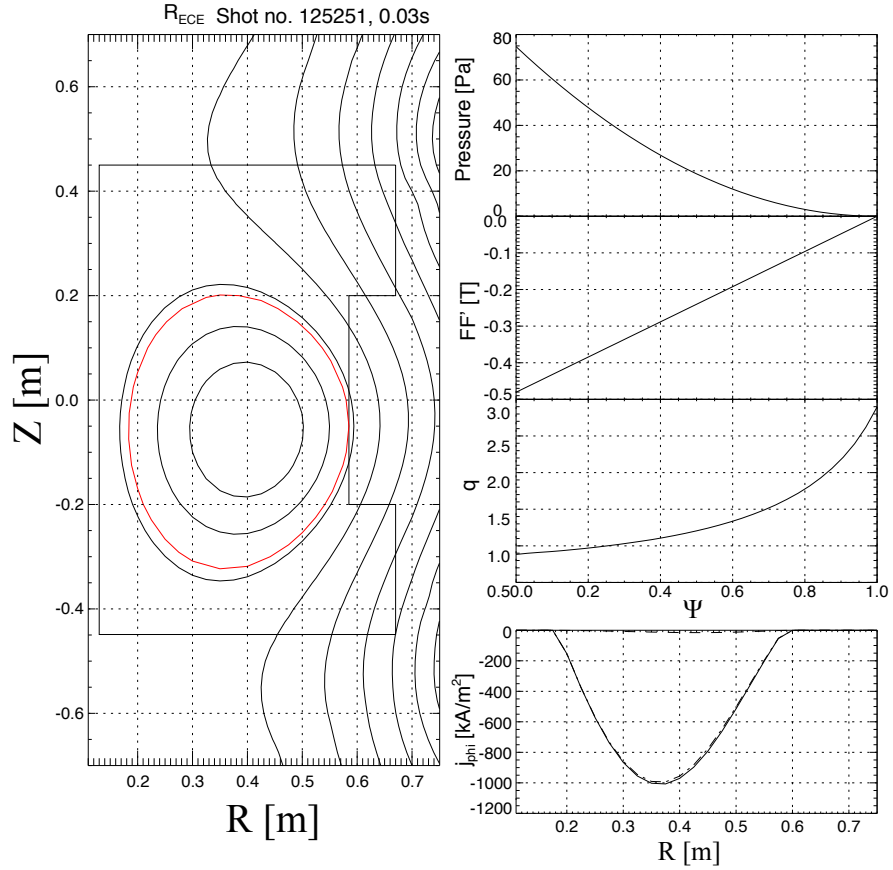 R_ECE Shot no. 125251, 0.03s
0.6
0.4
0.2
0.0
-0.2
-0.4
-0.6
Z [m]
0.2 0.3 0.4 0.5 0.6 0.7
R [m]
80
60
40
20
0
Pressure [Pa]
0.0
-0.1
-0.2
-0.3
-0.4
-0.5
FF' [T]
3.0
2.5
2.0
1.5
1.0
0.5
q
0.0 0.2 0.4 0.6 0.8 1.0
Ψ
0
-200
-400
-600
-800
-1000
-1200
j_phi [kA/m²]
0.2 0.3 0.4 0.5 0.6 0.7
R [m]